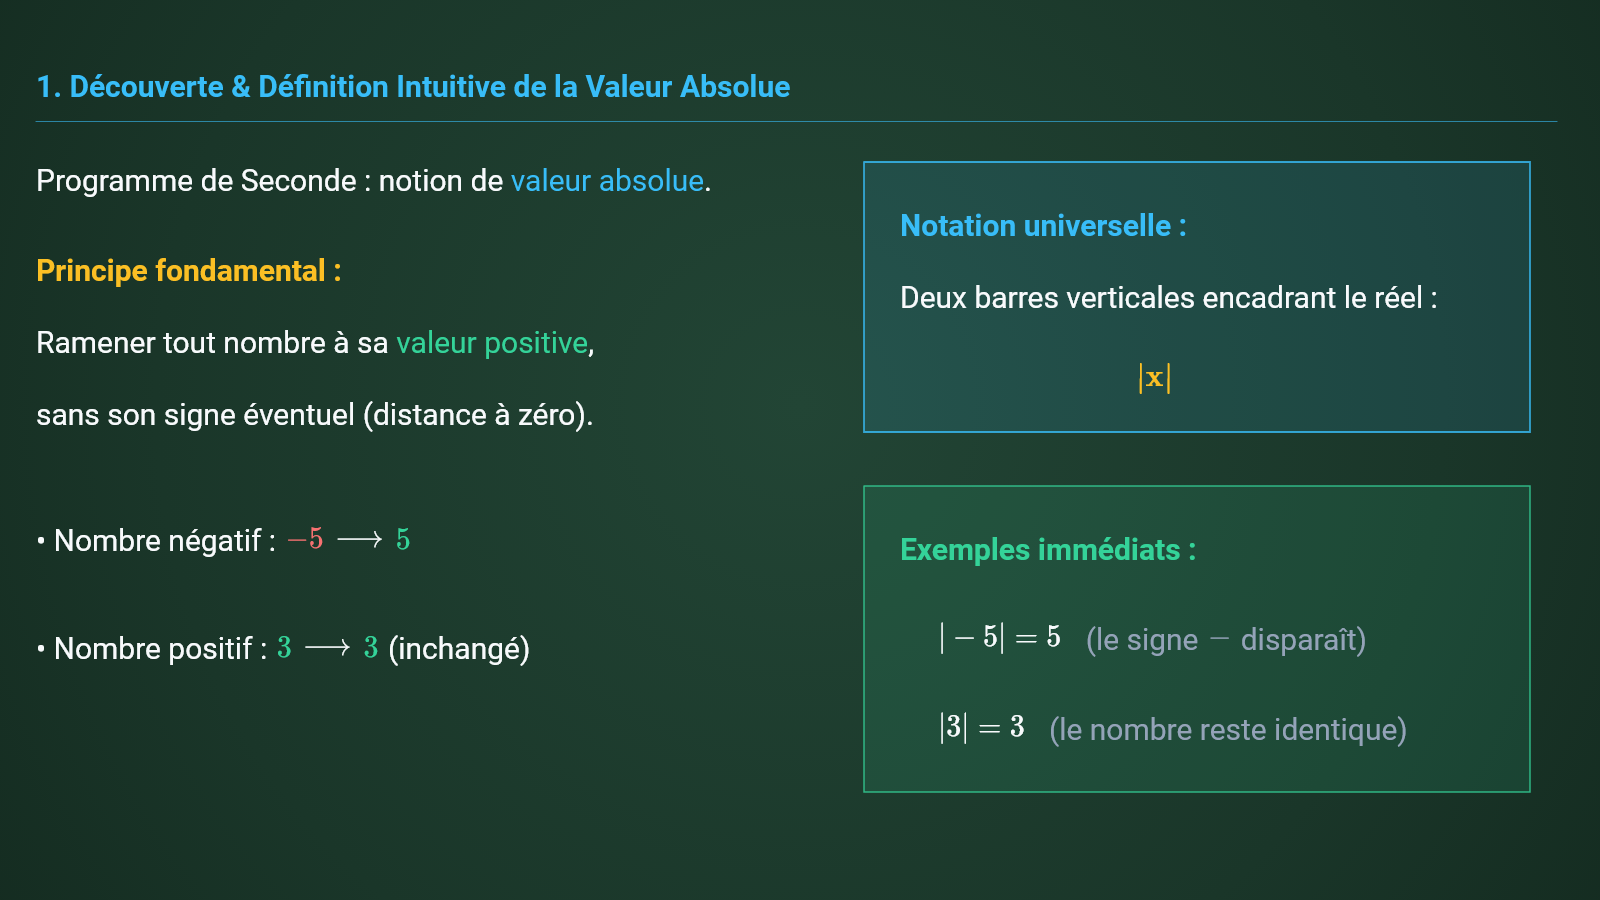 1. Découverte & Définition Intuitive de la Valeur Absolue
Programme de Seconde : notion de valeur absolue.
Principe fondamental :
Ramener tout nombre à sa valeur positive,
sans son signe éventuel (distance à zéro).
• Nombre négatif : −5 ⟶ 5
• Nombre positif : 3 ⟶ 3 (inchangé)
Notation universelle :
Deux barres verticales encadrant le réel :
|x|
Exemples immédiats :
| − 5| = 5 (le signe − disparaît)
|3| = 3 (le nombre reste identique)